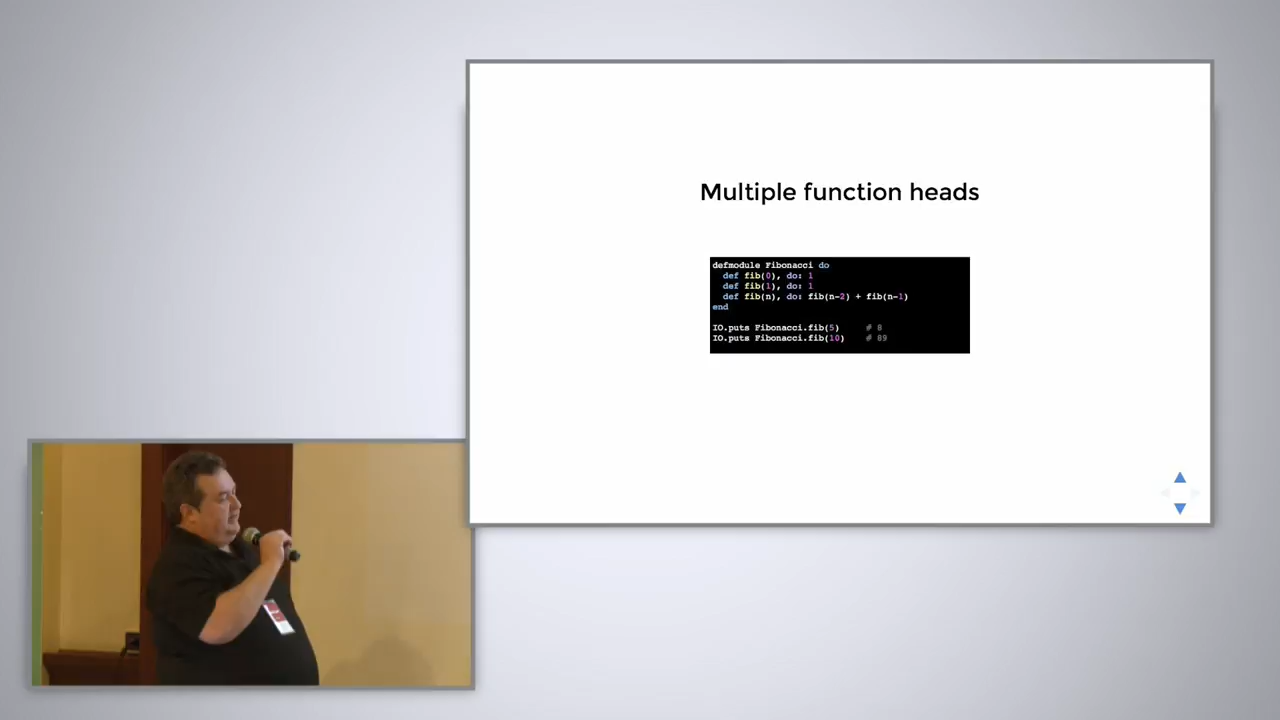 Multiple function heads
defmodule Fibonacci do
  def fib(0), do: 1
  def fib(1), do: 1
  def fib(n), do: fib(n-2) + fib(n-1)
end
IO.puts Fibonacci.fib(5)    # 8
IO.puts Fibonacci.fib(10)   # 89